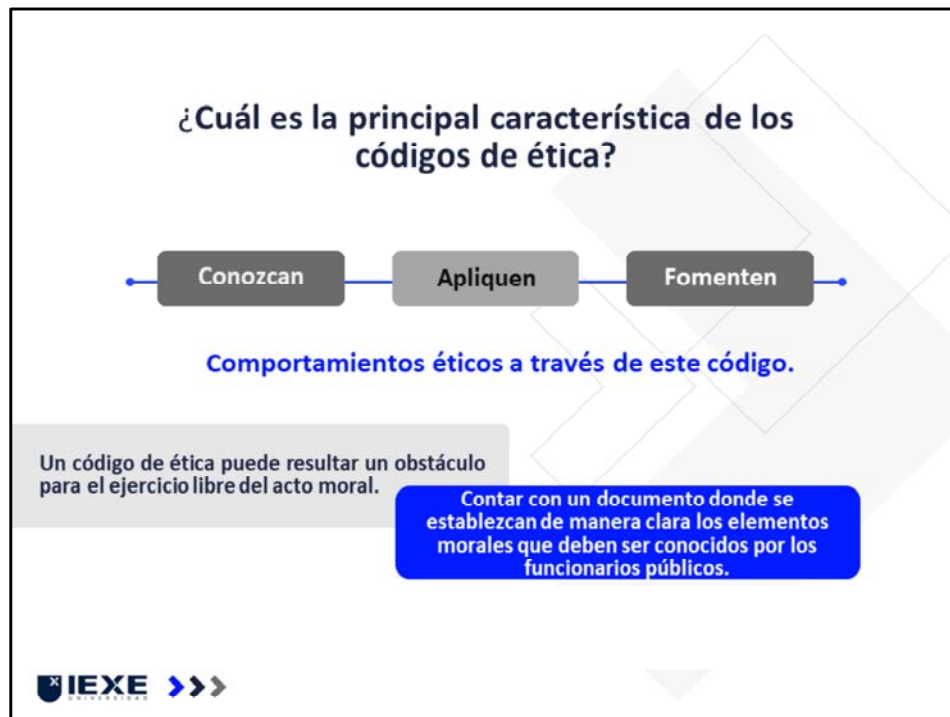 ¿Cuál es la principal característica de los
códigos de ética?
Conozcan
Apliquen
Fomenten
Comportamientos éticos a través de este código.
Un código de ética puede resultar un obstáculo
para el ejercicio libre del acto moral.
Contar con un documento donde se
establezcan de manera clara los elementos
morales que deben ser conocidos por los
funcionarios públicos.
IEXE
UNIVERSIDAD